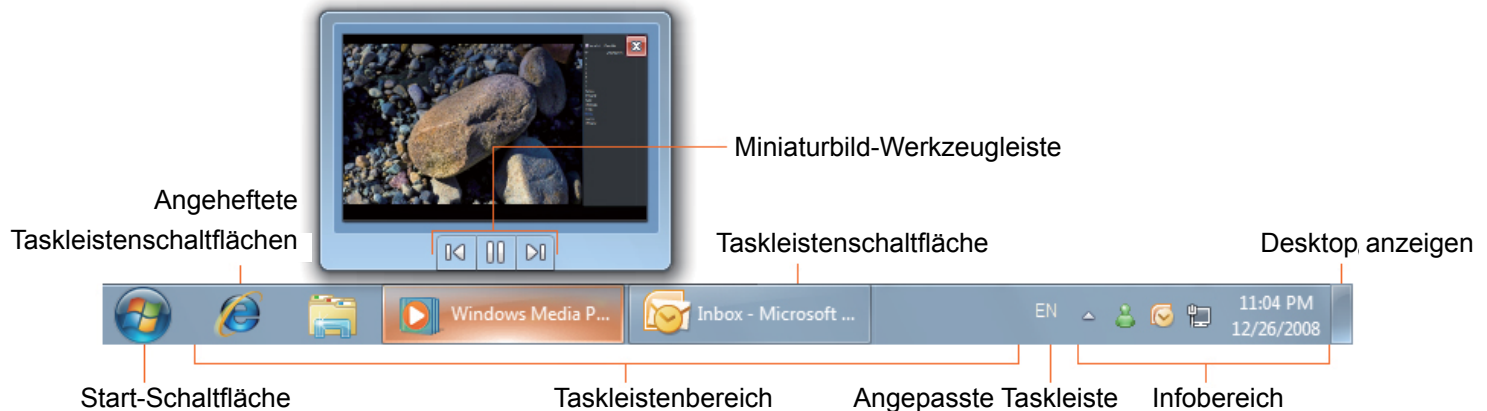 Miniaturbild-Werkzeugleiste
Angeheftete
Taskleistenschaltflächen
Taskleistenschaltfläche
Desktop anzeigen
Windows Media P...
Inbox - Microsoft ...
EN
11:04 PM
12/26/2008
Start-Schaltfläche
Taskleistenbereich
Angepasste Taskleiste
Infobereich